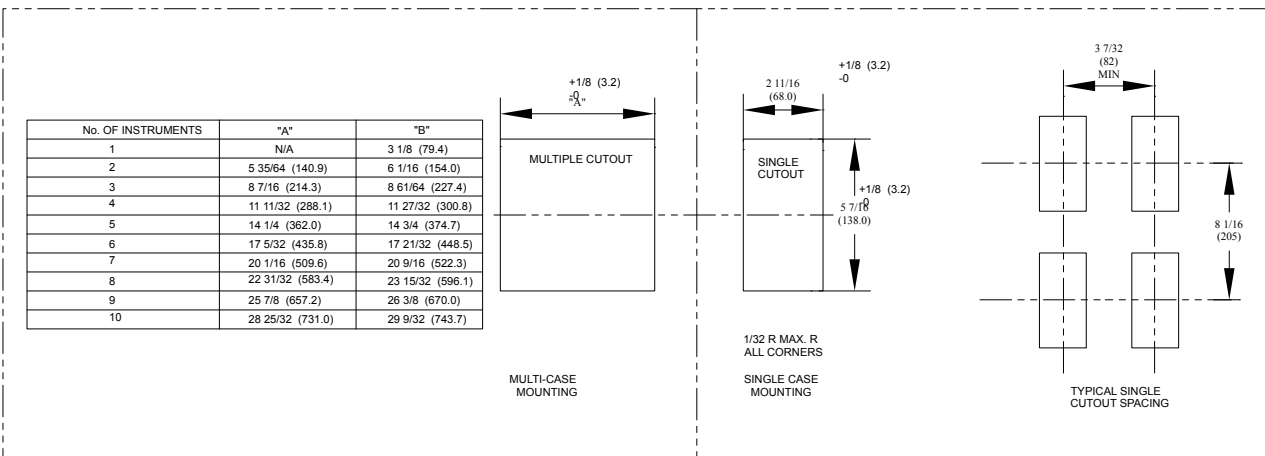 No. OF INSTRUMENTS "A" "B"
1 N/A 3 1/8 (79.4)
2 5 35/64 (140.9) 6 1/16 (154.0)
3 8 7/16 (214.3) 8 61/64 (227.4)
4 11 11/32 (288.1) 11 27/32 (300.8)
5 14 1/4 (362.0) 14 3/4 (374.7)
6 17 5/32 (435.8) 17 21/32 (448.5)
7 20 1/16 (509.6) 20 9/16 (522.3)
8 22 31/32 (583.4) 23 15/32 (596.1)
9 25 7/8 (657.2) 26 3/8 (670.0)
10 28 25/32 (731.0) 29 9/32 (743.7)
+1/8 (3.2)
-0
"A"
MULTIPLE CUTOUT
MULTI-CASE
MOUNTING
+1/8 (3.2)
-0
2 11/16
(68.0)
SINGLE
CUTOUT
+1/8 (3.2)
-0
5 7/16
(138.0)
1/32 R MAX. R
ALL CORNERS
SINGLE CASE
MOUNTING
3 7/32
(82)
MIN
8 1/16
(205)
TYPICAL SINGLE
CUTOUT SPACING